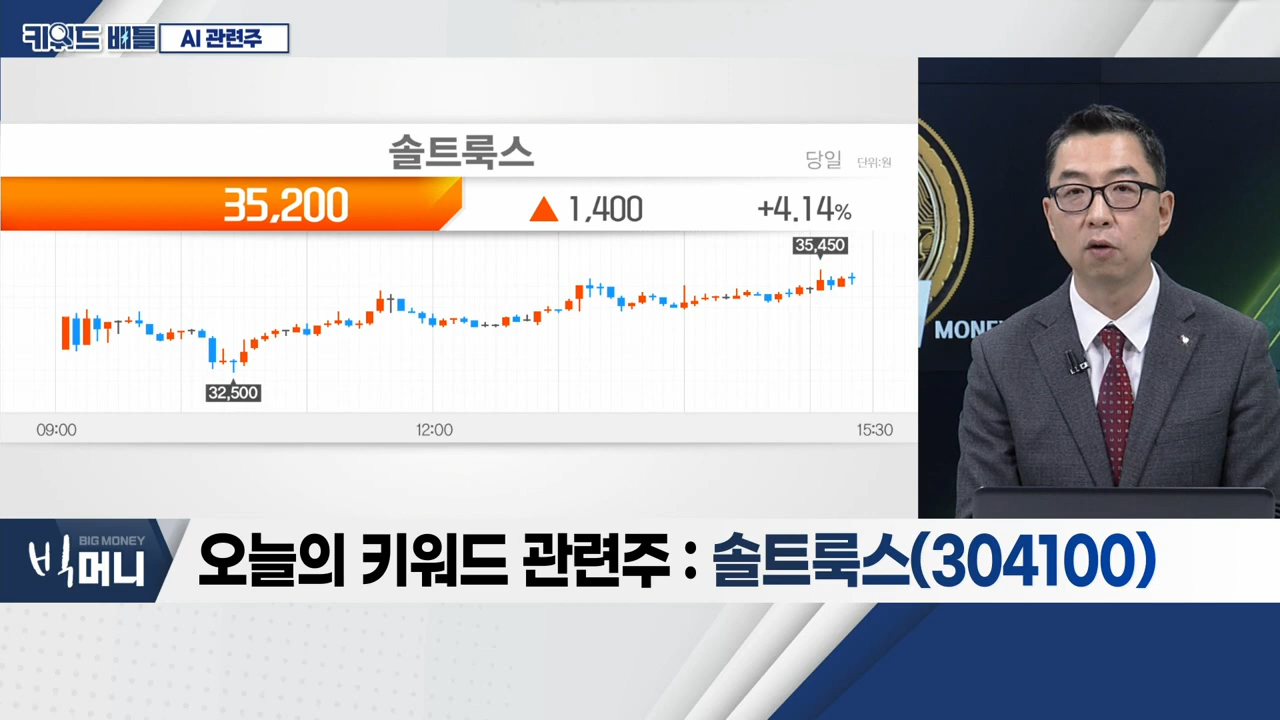 키워드 배틀 AI 관련주
솔트룩스
당일 단위:원
35,200 ▲ 1,400 +4.14%
35,450
32,500
09:00 12:00 15:30
MONEY
BIG MONEY
빅머니
오늘의 키워드 관련주 : 솔트룩스(304100)